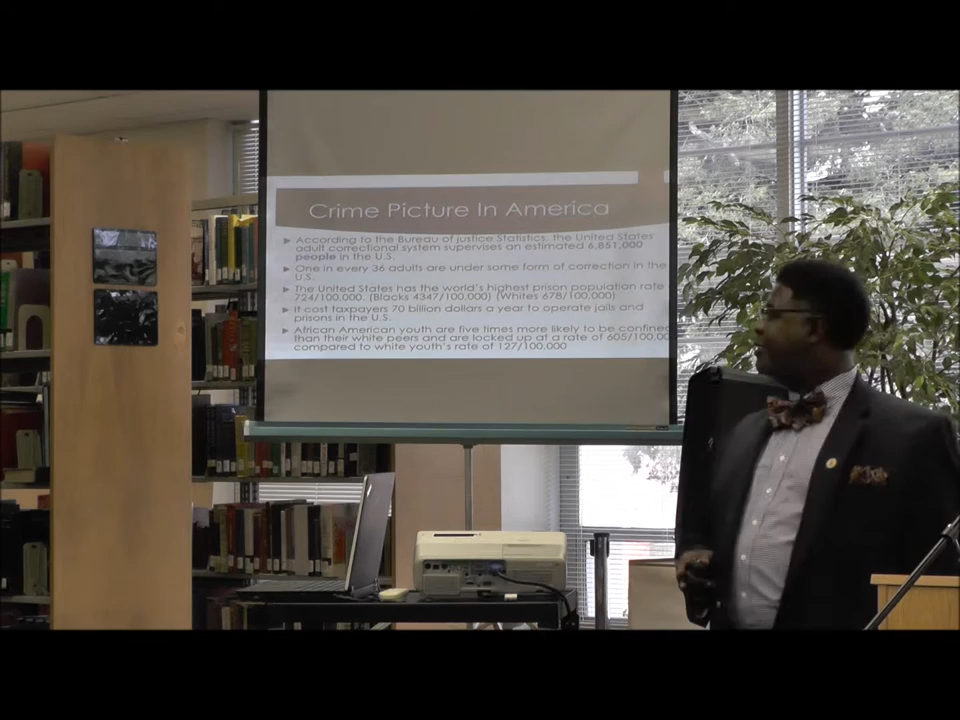 Crime Picture In America
According to the Bureau of justice Statistics, the United States
adult correctional system supervises an estimated 6,851,000
people in the U.S.
One in every 36 adults are under some form of correction in the
U.S.
The United States has the world's highest prison population rate
724/100,000. (Blacks 4347/100,000) (Whites 678/100,000)
It cost taxpayers 70 billion dollars a year to operate jails and
prisons in the U.S.
African American youth are five times more likely to be confine
than their white peers and are locked up at a rate of 605/100,00
compared to white youth's rate of 127/100,000